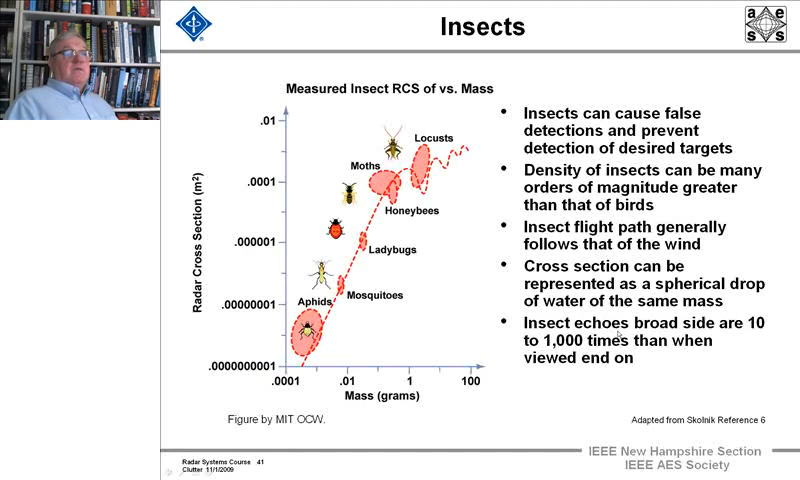 Insects
a e
s s
Measured Insect RCS of vs. Mass
.01
.0001
.000001
.00000001
.0000000001
Radar Cross Section (m²)
Locusts
Moths
Honeybees
Ladybugs
Mosquitoes
Aphids
.0001
.01
1
100
Mass (grams)
• Insects can cause false
detections and prevent
detection of desired targets
• Density of insects can be many
orders of magnitude greater
than that of birds
• Insect flight path generally
follows that of the wind
• Cross section can be
represented as a spherical drop
of water of the same mass
• Insect echoes broad side are 10
to 1,000 times than when
viewed end on
Figure by MIT OCW.
Adapted from Skolnik Reference 6
Radar Systems Course 41
Clutter 11/1/2009
IEEE New Hampshire Section
IEEE AES Society